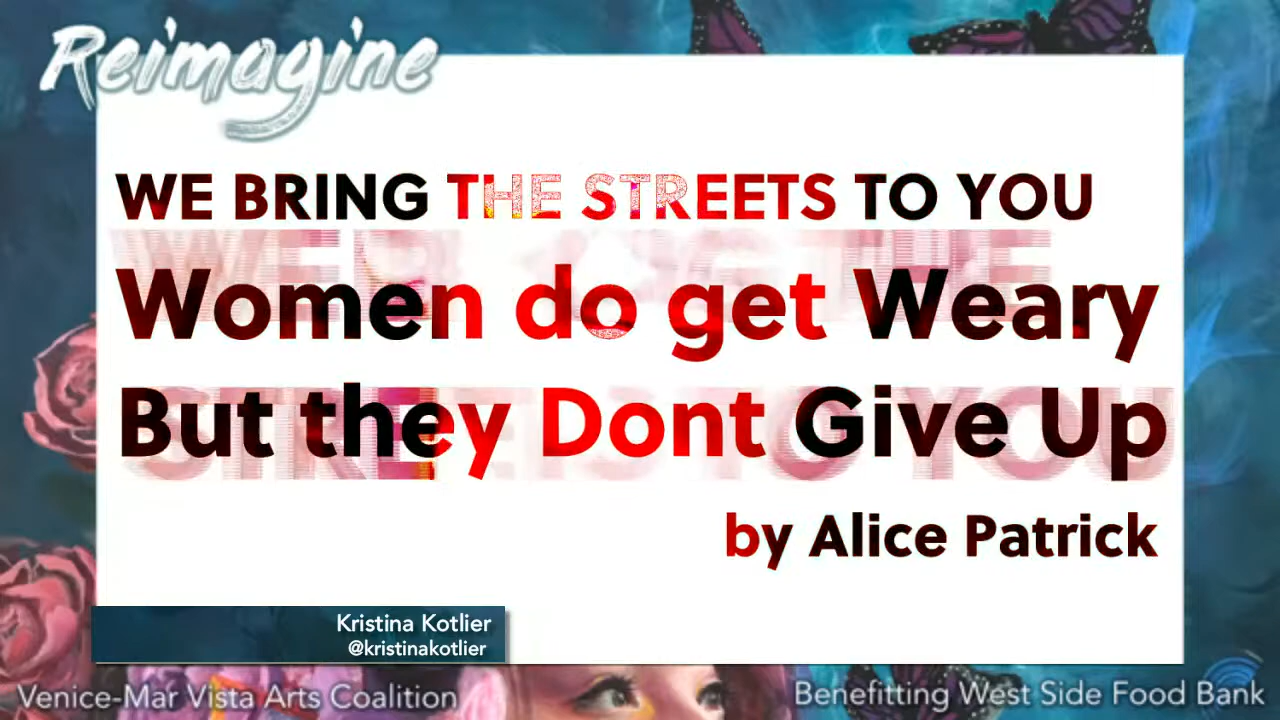 Reimagine
WE BRING THE STREETS TO YOU
Women do get Weary
But they Dont Give Up
by Alice Patrick
Kristina Kotlier
@kristinakotlier
Venice-Mar Vista Arts Coalition
Benefitting West Side Food Bank